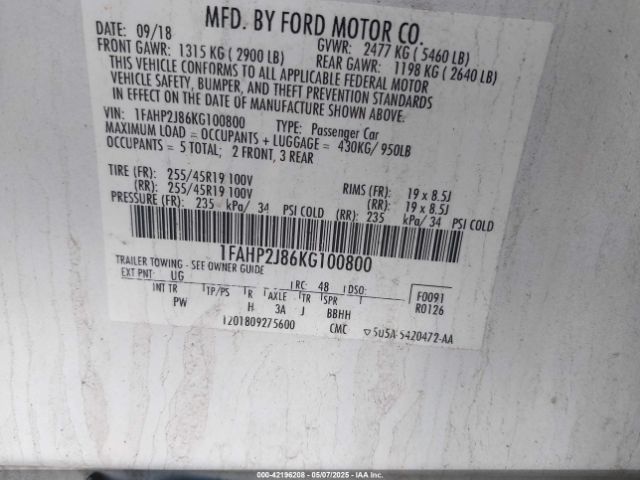 MFD. BY FORD MOTOR CO.
DATE: 09/18 GVWR: 2477 KG ( 5460 LB)
FRONT GAWR: 1315 KG ( 2900 LB) REAR GAWR: 1198 KG ( 2640 LB)
THIS VEHICLE CONFORMS TO ALL APPLICABLE FEDERAL MOTOR
VEHICLE SAFETY, BUMPER, AND THEFT PREVENTION STANDARDS
IN EFFECT ON THE DATE OF MANUFACTURE SHOWN ABOVE.
VIN: 1FAHP2J86KG100800 TYPE: Passenger Car
MAXIMUM LOAD = OCCUPANTS + LUGGAGE = 430KG/ 950LB
OCCUPANTS = 5 TOTAL; 2 FRONT, 3 REAR
TIRE (FR): 255/45R19 100V RIMS (FR): 19 x 8.5J
(RR): 255/45R19 100V (RR): 19 x 8.5J
PRESSURE (FR): 235 kPa/ 34 PSI COLD (RR): 235 kPa/ 34 PSI COLD
1FAHP2J86KG100800
TRAILER TOWING - SEE OWNER GUIDE
EXT PNT: UG RC: 48 DSO: F0091
INT TR TP/PS R AXLE TR SPR R0126
PW H 3A J BBHH
1201809275600 CMC ▽5U5A-5420472-AA
000-42196208 - 05/07/2025 - IAAI.COM